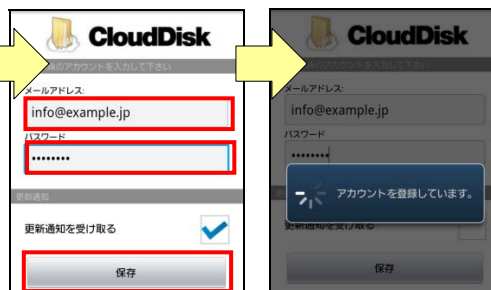 CloudDisk
のアカウントを入力して下さい
メールアドレス:
info@example.jp
パスワード
••••••••
更新通知
更新通知を受け取る
保存
CloudDisk
のアカウントを入力して下さい
メールアドレス:
info@example.jp
パスワード
••••••••
アカウントを登録しています。
更新通知を受け取る
保存